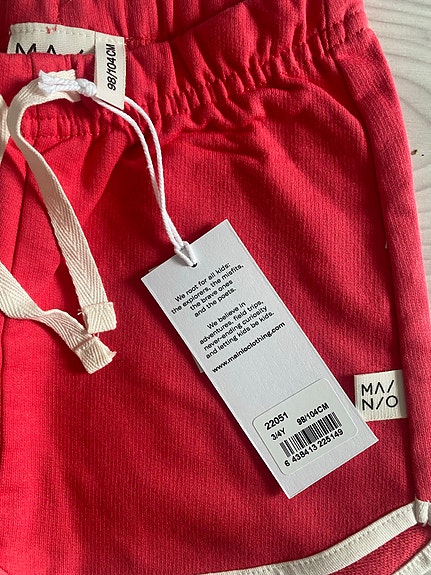 MA/
98/104CM
We root for all kids:
the explorers, the misfits,
the brave ones
and the poets.
We believe in
adventures, field trips,
never-ending curiosity
and letting kids be kids.
www.mainioclothing.com
22051
3/4Y 98/104CM
6 438413 225149
MA/
N/O